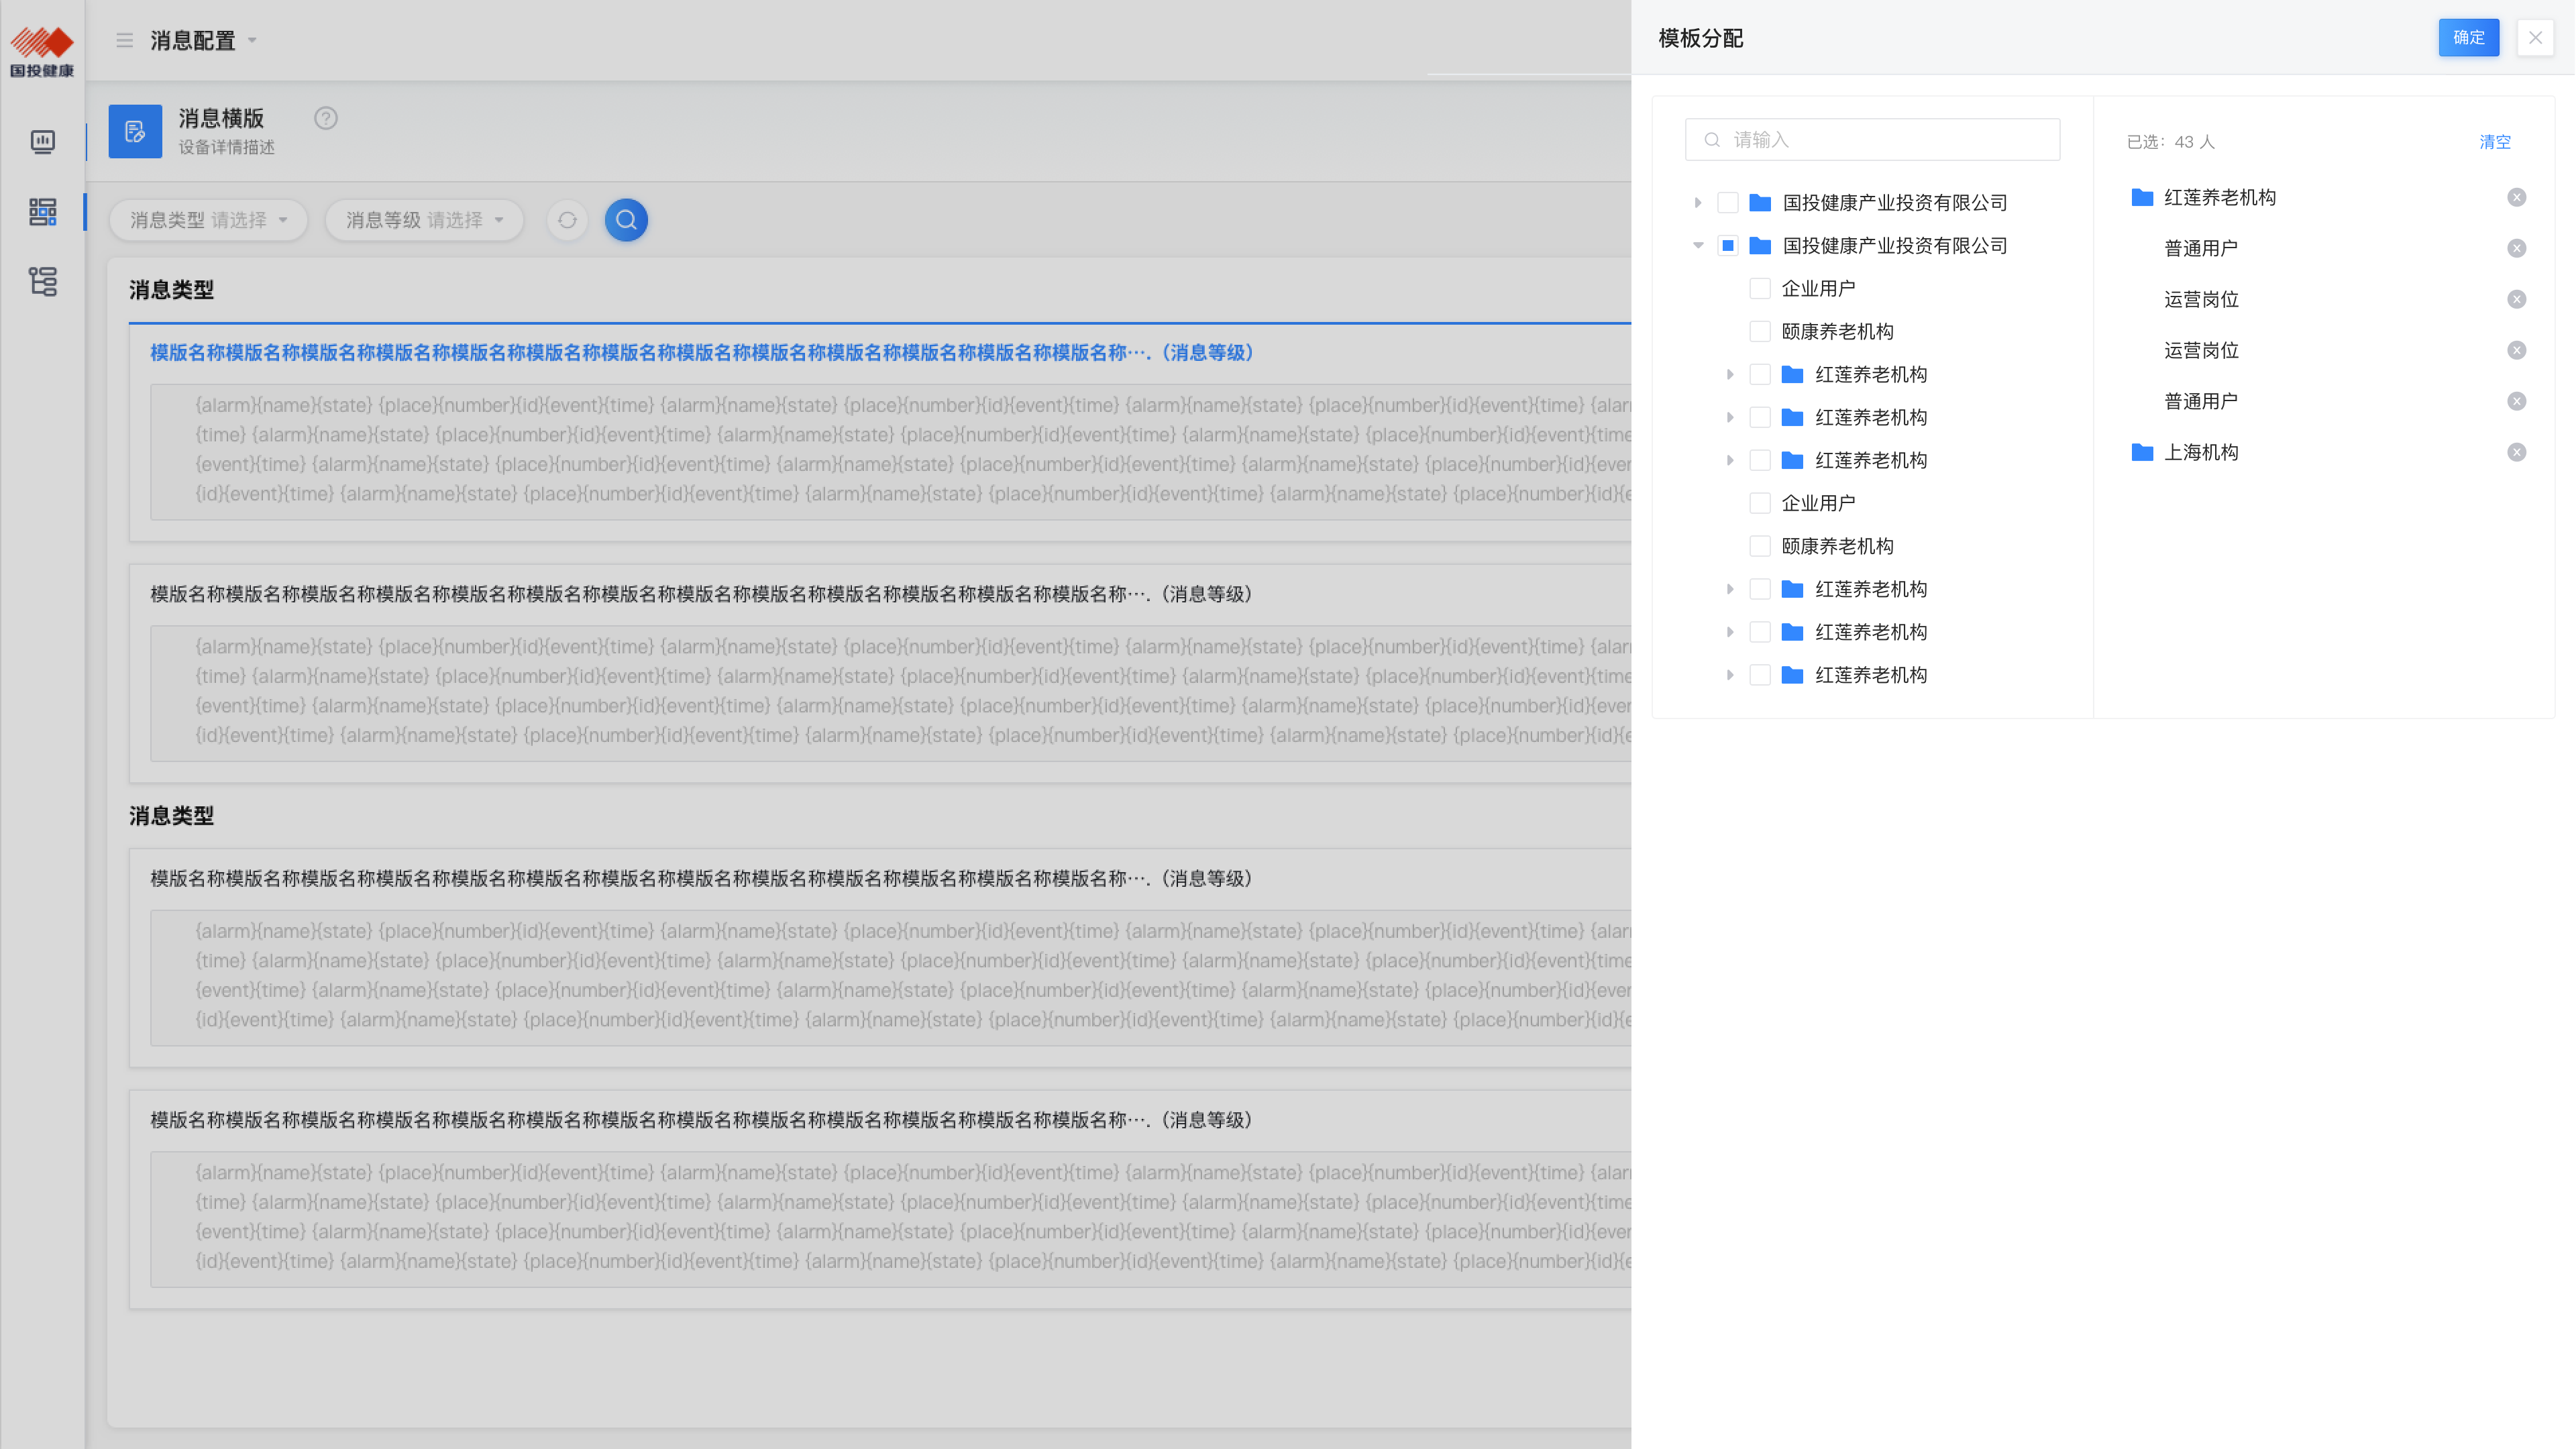 国投健康
消息配置
消息横版
设备详情描述
消息类型 请选择
消息等级 请选择
消息类型
模版名称模版名称模版名称模版名称模版名称模版名称模版名称模版名称模版名称模版名称模版名称模版名称模版名称….（消息等级）
{alarm}{name}{state} {place}{number}{id}{event}{time} {alarm}{name}{state} {place}{number}{id}{event}{time} {alarm}{name}{state} {place}{number}{id}{event}{time} {alar
{time} {alarm}{name}{state} {place}{number}{id}{event}{time} {alarm}{name}{state} {place}{number}{id}{event}{time} {alarm}{name}{state} {place}{number}{id}{event}{time
{event}{time} {alarm}{name}{state} {place}{number}{id}{event}{time} {alarm}{name}{state} {place}{number}{id}{event}{time} {alarm}{name}{state} {place}{number}{id}{ever
{id}{event}{time} {alarm}{name}{state} {place}{number}{id}{event}{time} {alarm}{name}{state} {place}{number}{id}{event}{time} {alarm}{name}{state} {place}{number}{id}{e
模版名称模版名称模版名称模版名称模版名称模版名称模版名称模版名称模版名称模版名称模版名称模版名称模版名称….（消息等级）
{alarm}{name}{state} {place}{number}{id}{event}{time} {alarm}{name}{state} {place}{number}{id}{event}{time} {alarm}{name}{state} {place}{number}{id}{event}{time} {alar
{time} {alarm}{name}{state} {place}{number}{id}{event}{time} {alarm}{name}{state} {place}{number}{id}{event}{time} {alarm}{name}{state} {place}{number}{id}{event}{time
{event}{time} {alarm}{name}{state} {place}{number}{id}{event}{time} {alarm}{name}{state} {place}{number}{id}{event}{time} {alarm}{name}{state} {place}{number}{id}{ever
{id}{event}{time} {alarm}{name}{state} {place}{number}{id}{event}{time} {alarm}{name}{state} {place}{number}{id}{event}{time} {alarm}{name}{state} {place}{number}{id}{e
消息类型
模版名称模版名称模版名称模版名称模版名称模版名称模版名称模版名称模版名称模版名称模版名称模版名称模版名称….（消息等级）
{alarm}{name}{state} {place}{number}{id}{event}{time} {alarm}{name}{state} {place}{number}{id}{event}{time} {alarm}{name}{state} {place}{number}{id}{event}{time} {alar
{time} {alarm}{name}{state} {place}{number}{id}{event}{time} {alarm}{name}{state} {place}{number}{id}{event}{time} {alarm}{name}{state} {place}{number}{id}{event}{time
{event}{time} {alarm}{name}{state} {place}{number}{id}{event}{time} {alarm}{name}{state} {place}{number}{id}{event}{time} {alarm}{name}{state} {place}{number}{id}{ever
{id}{event}{time} {alarm}{name}{state} {place}{number}{id}{event}{time} {alarm}{name}{state} {place}{number}{id}{event}{time} {alarm}{name}{state} {place}{number}{id}{e
模版名称模版名称模版名称模版名称模版名称模版名称模版名称模版名称模版名称模版名称模版名称模版名称模版名称….（消息等级）
{alarm}{name}{state} {place}{number}{id}{event}{time} {alarm}{name}{state} {place}{number}{id}{event}{time} {alarm}{name}{state} {place}{number}{id}{event}{time} {alar
{time} {alarm}{name}{state} {place}{number}{id}{event}{time} {alarm}{name}{state} {place}{number}{id}{event}{time} {alarm}{name}{state} {place}{number}{id}{event}{time
{event}{time} {alarm}{name}{state} {place}{number}{id}{event}{time} {alarm}{name}{state} {place}{number}{id}{event}{time} {alarm}{name}{state} {place}{number}{id}{ever
{id}{event}{time} {alarm}{name}{state} {place}{number}{id}{event}{time} {alarm}{name}{state} {place}{number}{id}{event}{time} {alarm}{name}{state} {place}{number}{id}{e
模板分配
确定
请输入
国投健康产业投资有限公司
国投健康产业投资有限公司
企业用户
颐康养老机构
红莲养老机构
红莲养老机构
红莲养老机构
企业用户
颐康养老机构
红莲养老机构
红莲养老机构
红莲养老机构
已选：43 人
清空
红莲养老机构
普通用户
运营岗位
运营岗位
普通用户
上海机构